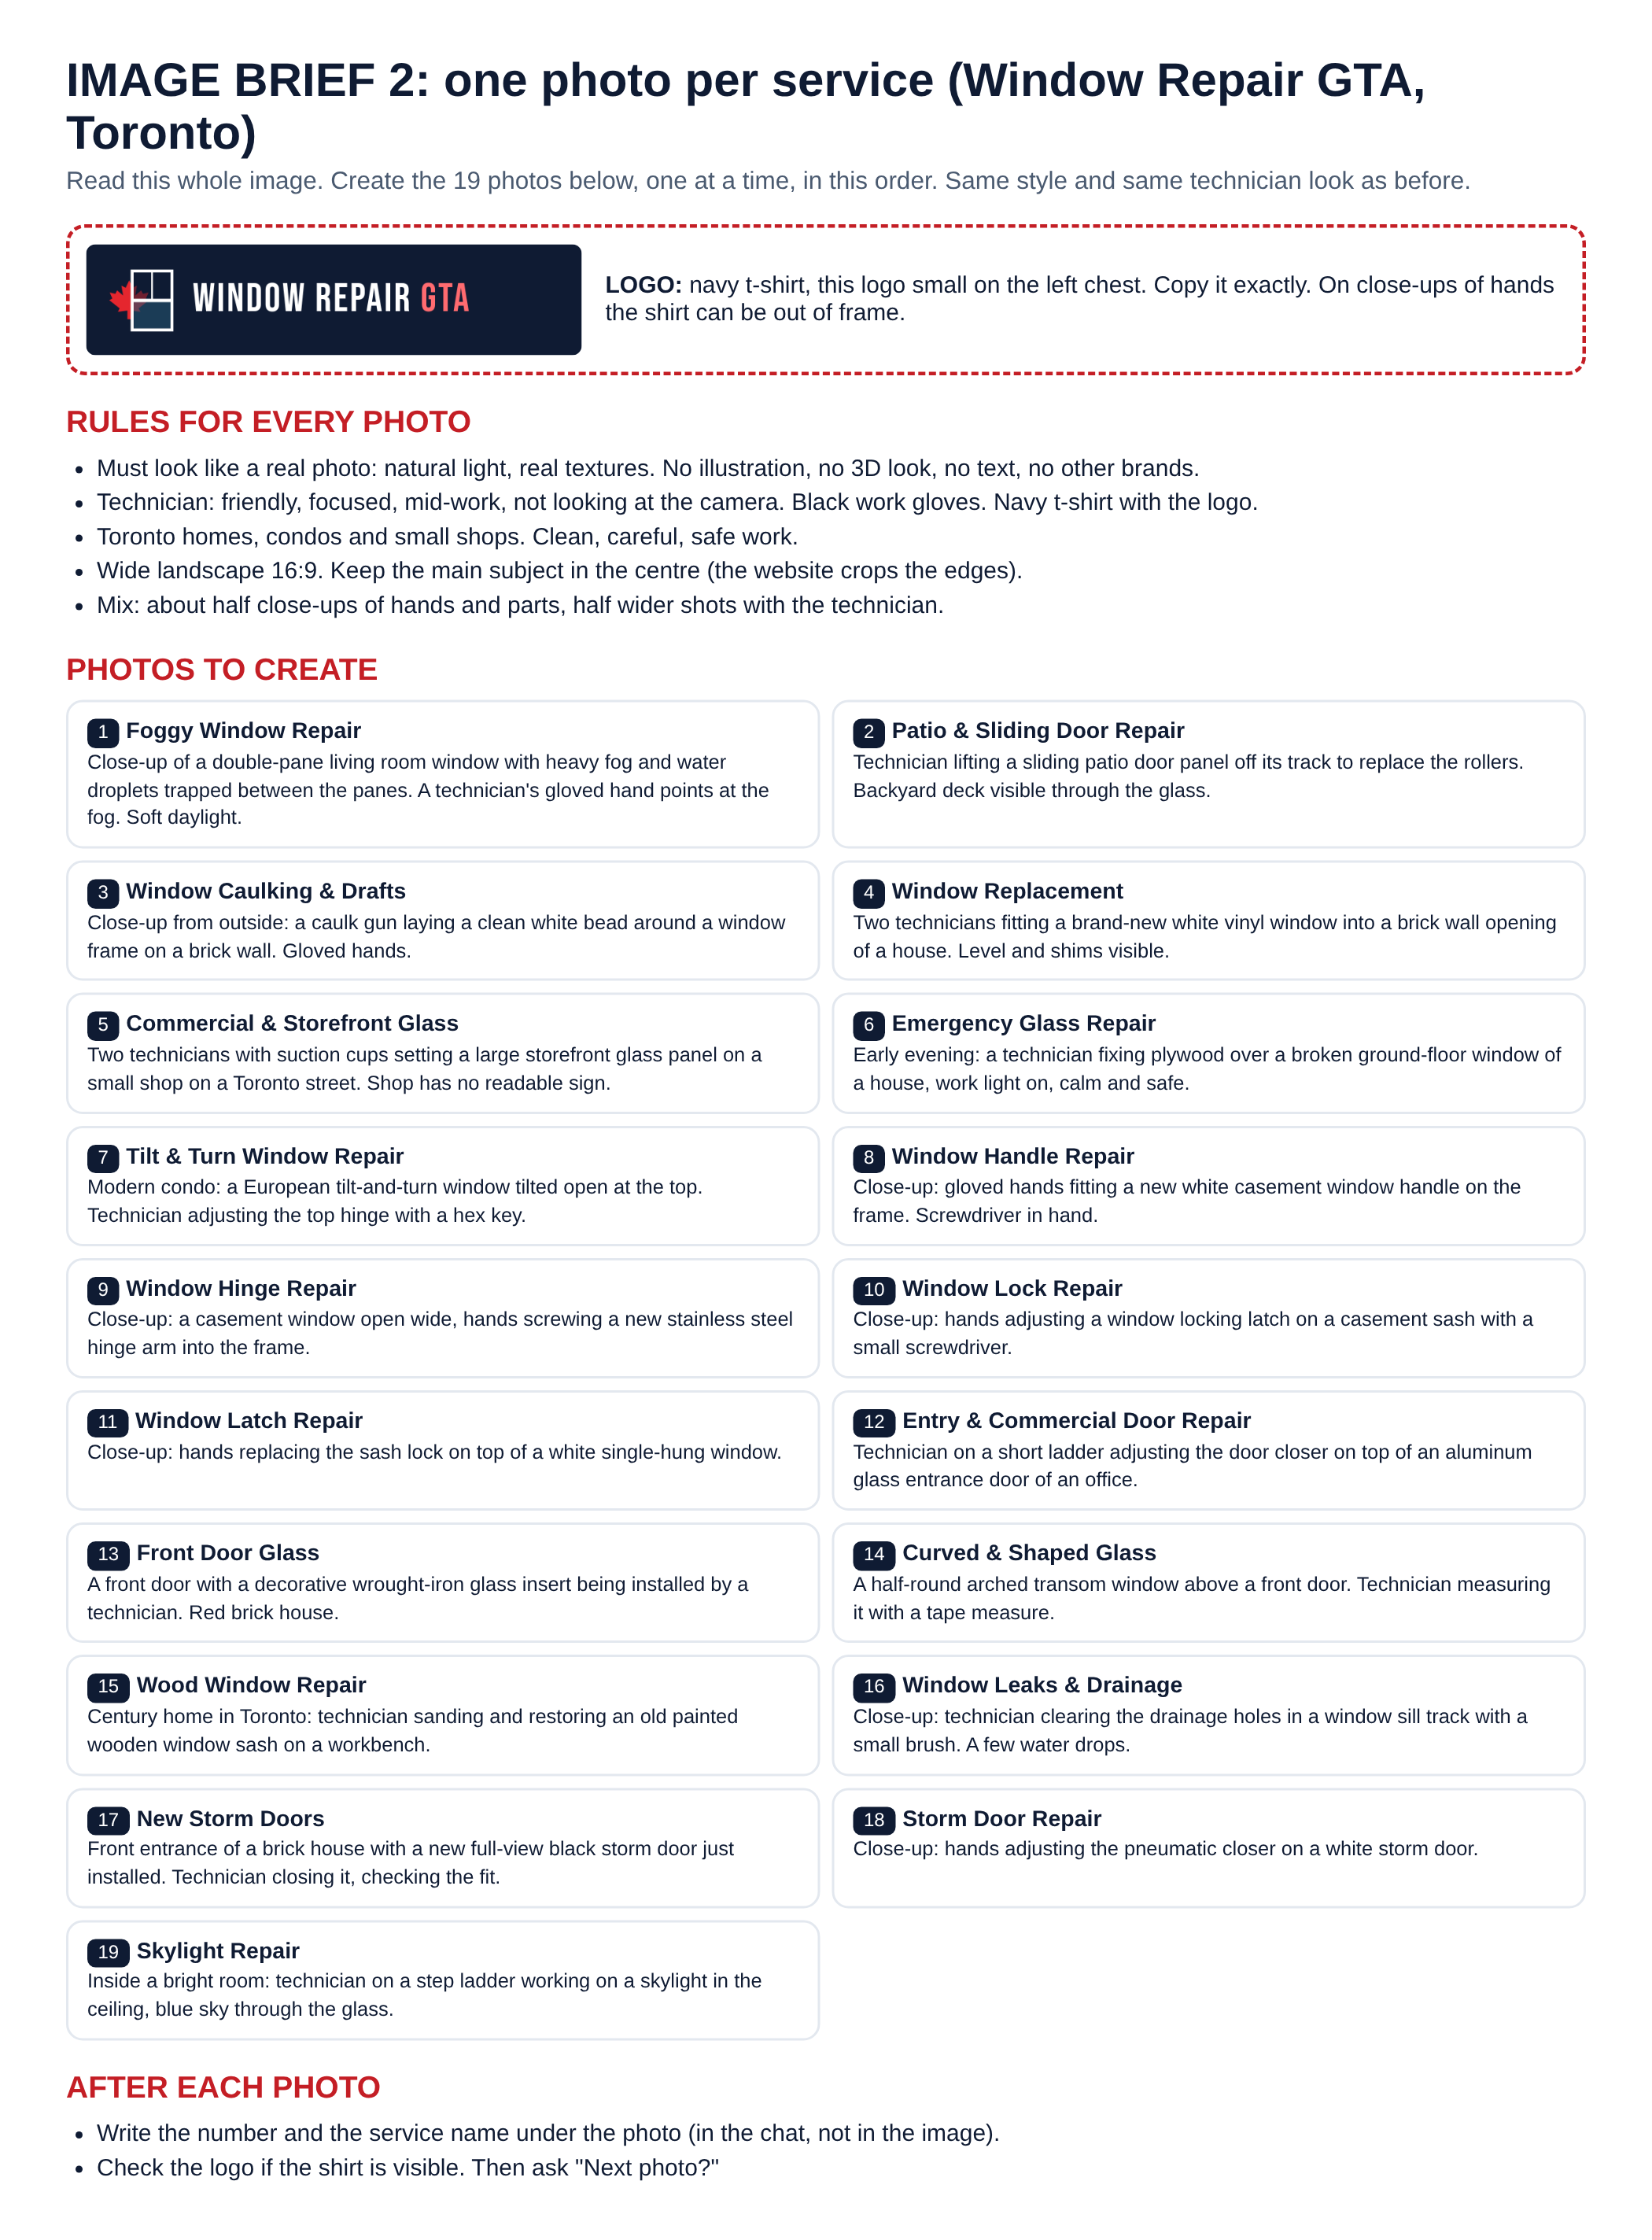 IMAGE BRIEF 2: one photo per service (Window Repair GTA,
Toronto)
Read this whole image. Create the 19 photos below, one at a time, in this order. Same style and same technician look as before.
WINDOW REPAIR GTA
LOGO: navy t-shirt, this logo small on the left chest. Copy it exactly. On close-ups of hands
the shirt can be out of frame.
RULES FOR EVERY PHOTO
• Must look like a real photo: natural light, real textures. No illustration, no 3D look, no text, no other brands.
• Technician: friendly, focused, mid-work, not looking at the camera. Black work gloves. Navy t-shirt with the logo.
• Toronto homes, condos and small shops. Clean, careful, safe work.
• Wide landscape 16:9. Keep the main subject in the centre (the website crops the edges).
• Mix: about half close-ups of hands and parts, half wider shots with the technician.
PHOTOS TO CREATE
1 Foggy Window Repair
Close-up of a double-pane living room window with heavy fog and water
droplets trapped between the panes. A technician's gloved hand points at the
fog. Soft daylight.
2 Patio & Sliding Door Repair
Technician lifting a sliding patio door panel off its track to replace the rollers.
Backyard deck visible through the glass.
3 Window Caulking & Drafts
Close-up from outside: a caulk gun laying a clean white bead around a window
frame on a brick wall. Gloved hands.
4 Window Replacement
Two technicians fitting a brand-new white vinyl window into a brick wall opening
of a house. Level and shims visible.
5 Commercial & Storefront Glass
Two technicians with suction cups setting a large storefront glass panel on a
small shop on a Toronto street. Shop has no readable sign.
6 Emergency Glass Repair
Early evening: a technician fixing plywood over a broken ground-floor window of
a house, work light on, calm and safe.
7 Tilt & Turn Window Repair
Modern condo: a European tilt-and-turn window tilted open at the top.
Technician adjusting the top hinge with a hex key.
8 Window Handle Repair
Close-up: gloved hands fitting a new white casement window handle on the
frame. Screwdriver in hand.
9 Window Hinge Repair
Close-up: a casement window open wide, hands screwing a new stainless steel
hinge arm into the frame.
10 Window Lock Repair
Close-up: hands adjusting a window locking latch on a casement sash with a
small screwdriver.
11 Window Latch Repair
Close-up: hands replacing the sash lock on top of a white single-hung window.
12 Entry & Commercial Door Repair
Technician on a short ladder adjusting the door closer on top of an aluminum
glass entrance door of an office.
13 Front Door Glass
A front door with a decorative wrought-iron glass insert being installed by a
technician. Red brick house.
14 Curved & Shaped Glass
A half-round arched transom window above a front door. Technician measuring
it with a tape measure.
15 Wood Window Repair
Century home in Toronto: technician sanding and restoring an old painted
wooden window sash on a workbench.
16 Window Leaks & Drainage
Close-up: technician clearing the drainage holes in a window sill track with a
small brush. A few water drops.
17 New Storm Doors
Front entrance of a brick house with a new full-view black storm door just
installed. Technician closing it, checking the fit.
18 Storm Door Repair
Close-up: hands adjusting the pneumatic closer on a white storm door.
19 Skylight Repair
Inside a bright room: technician on a step ladder working on a skylight in the
ceiling, blue sky through the glass.
AFTER EACH PHOTO
• Write the number and the service name under the photo (in the chat, not in the image).
• Check the logo if the shirt is visible. Then ask "Next photo?"